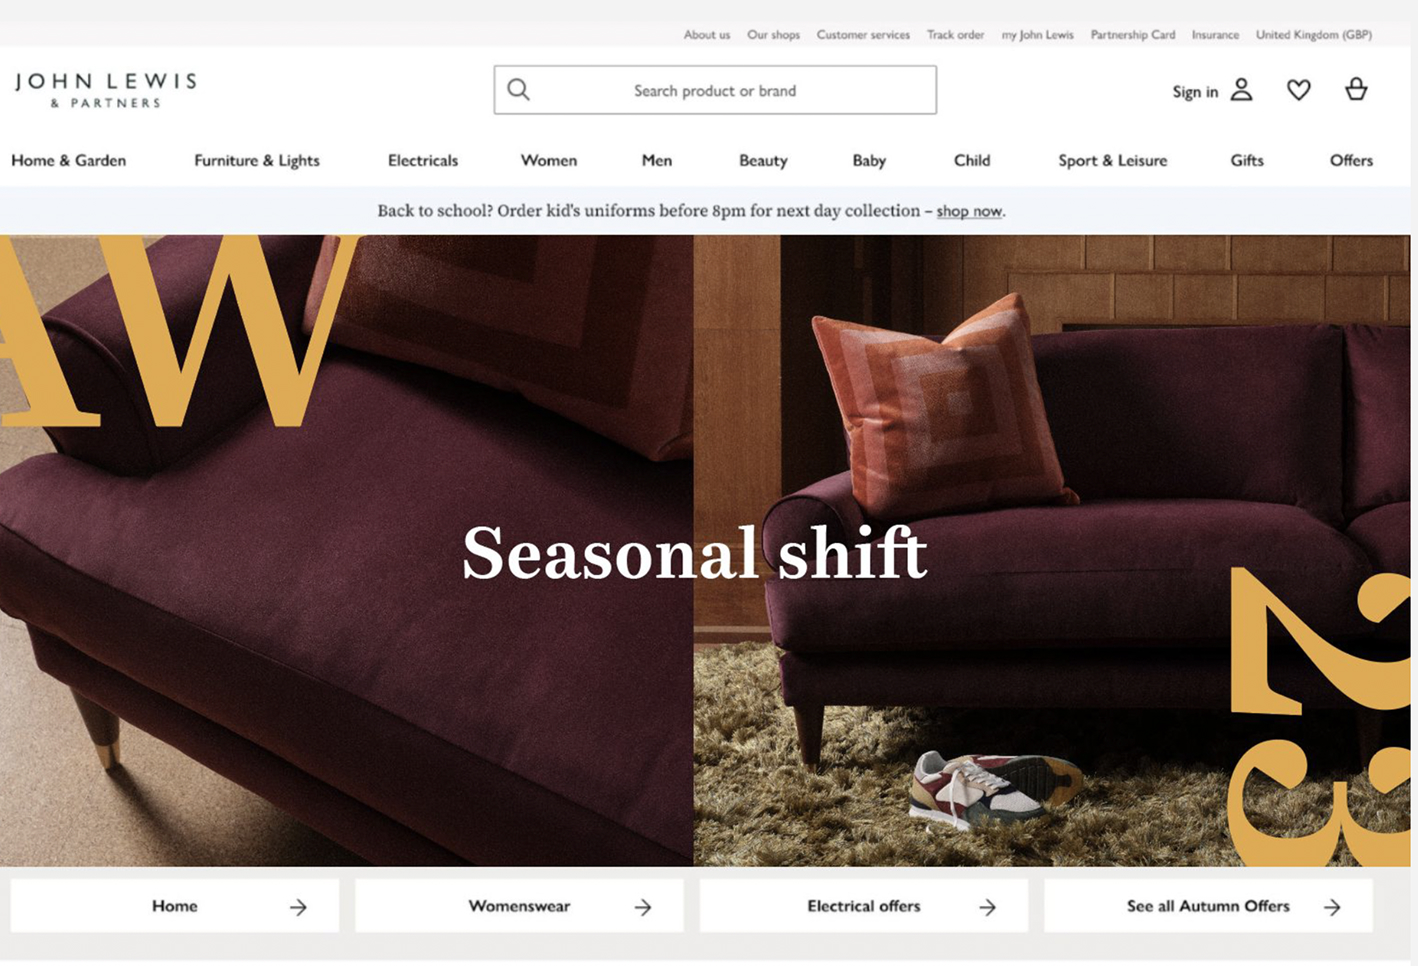 About us Our shops Customer services Track order my John Lewis Partnership Card Insurance United Kingdom (GBP)
JOHN LEWIS
& PARTNERS
Search product or brand
Sign in
Home & Garden Furniture & Lights Electricals Women Men Beauty Baby Child Sport & Leisure Gifts Offers
Back to school? Order kid's uniforms before 8pm for next day collection – shop now.
AW
Seasonal shift
23
Home
Womenswear
Electrical offers
See all Autumn Offers